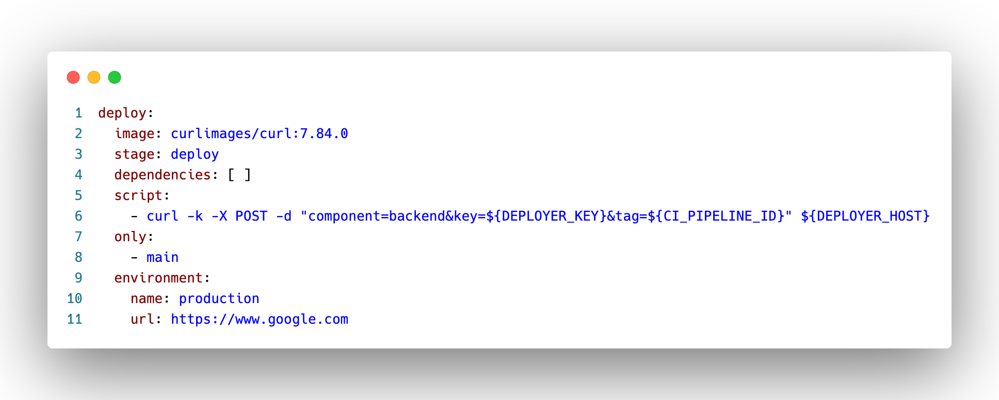 1 deploy:
2   image: curlimages/curl:7.84.0
3   stage: deploy
4   dependencies: [ ]
5   script:
6     - curl -k -X POST -d "component=backend&key=${DEPLOYER_KEY}&tag=${CI_PIPELINE_ID}" ${DEPLOYER_HOST}
7   only:
8     - main
9   environment:
10     name: production
11     url: https://www.google.com